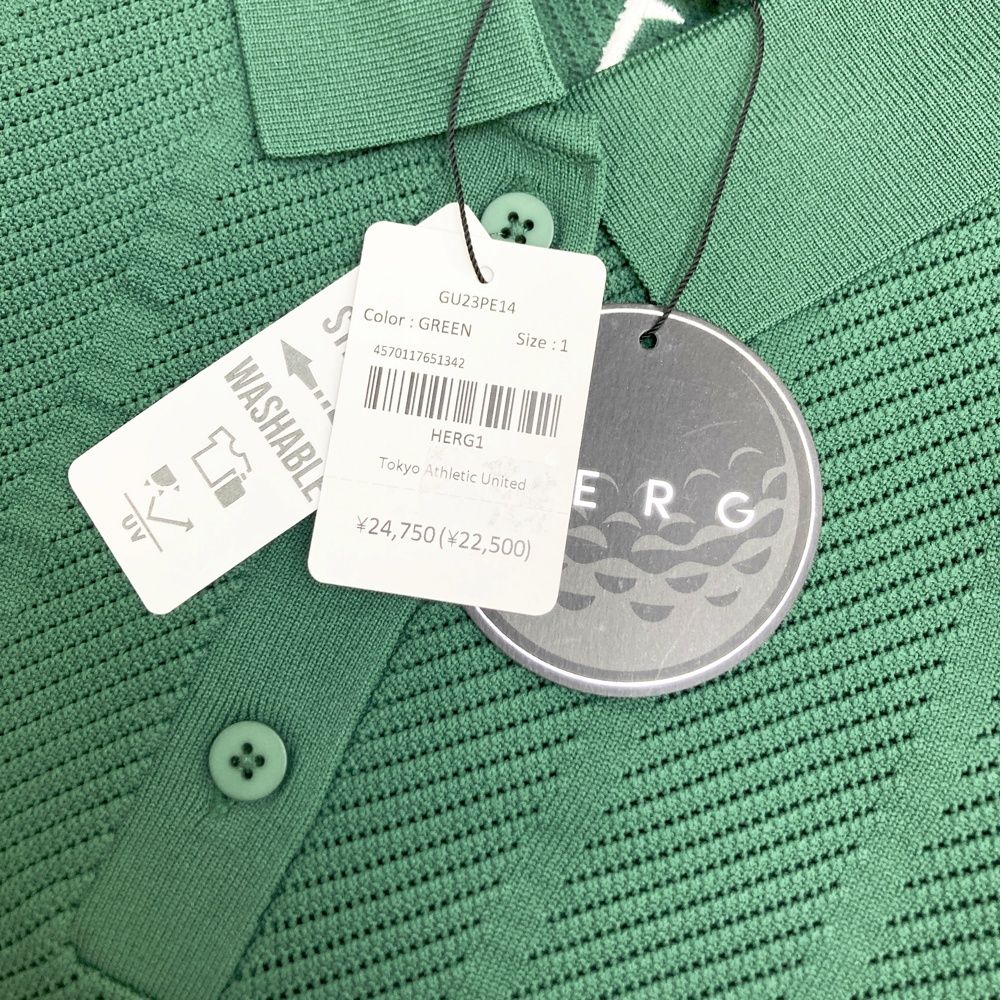 GU23PE14
Color : GREEN Size : 1
4570117651342
HERG1
Tokyo Athletic United
¥24,750(¥22,500)
WASHABLE
UV
ERG